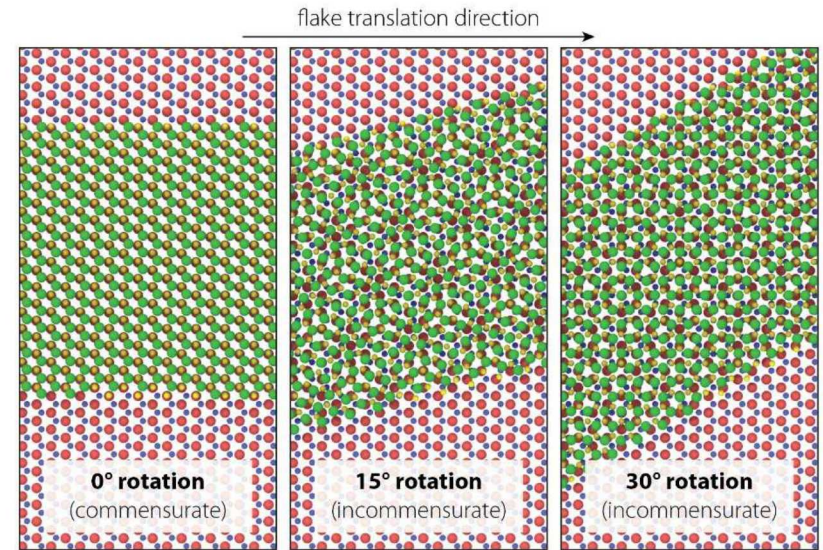 flake translation direction
0° rotation
(commensurate)
15° rotation
(incommensurate)
30° rotation
(incommensurate)